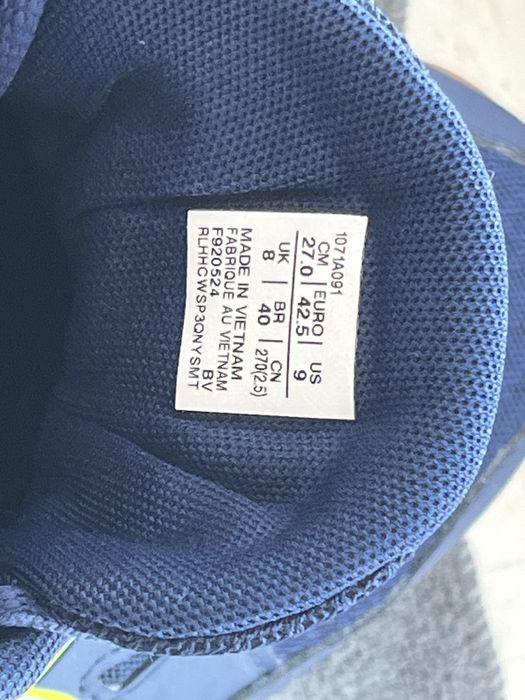 1071A091
CM | EURO | US
27.0 | 42.5 | 9
UK | BR | CN
8 | 40 | 270(2.5)
MADE IN VIETNAM
FABRIQUE AU VIETNAM
F920524 BV
RLHHCWSP3QNYSMT